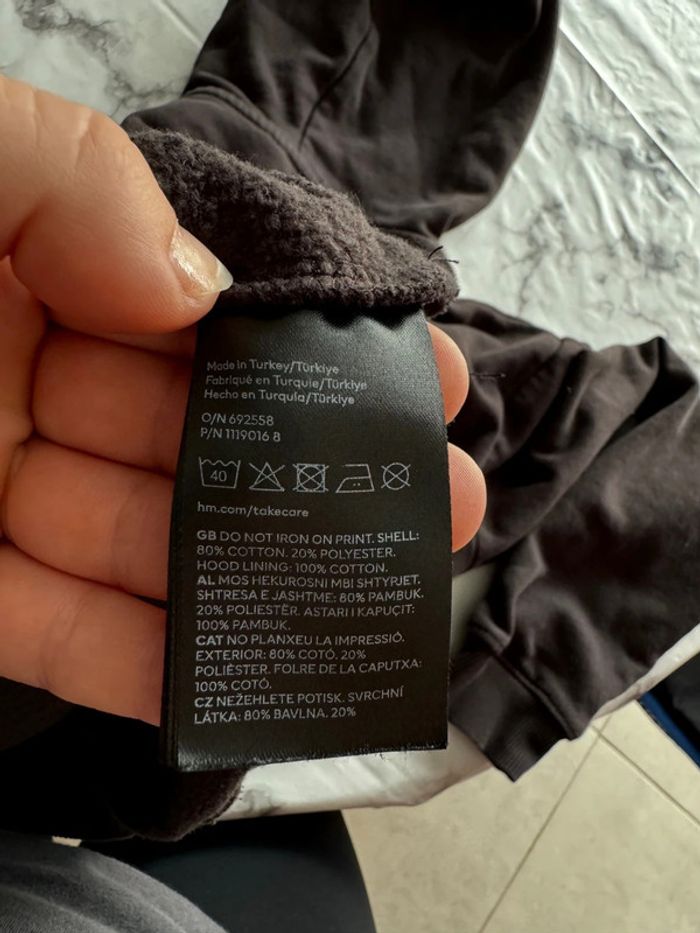 Made in Turkey/Türkiye
Fabriqué en Turquie/Türkiye
Hecho en Turquía/Türkiye
O/N 692558
P/N 1119016 8
40
hm.com/takecare
GB DO NOT IRON ON PRINT. SHELL:
80% COTTON. 20% POLYESTER.
HOOD LINING: 100% COTTON.
AL MOS HEKUROSNI MBI SHTYPJET.
SHTRESA E JASHTME: 80% PAMBUK.
20% POLIESTËR. ASTARI I KAPUÇIT:
100% PAMBUK.
CAT NO PLANXEU LA IMPRESSIÓ.
EXTERIOR: 80% COTÓ. 20%
POLIÈSTER. FOLRE DE LA CAPUTXA:
100% COTÓ.
CZ NEŽEHLETE POTISK. SVRCHNÍ
LÁTKA: 80% BAVLNA. 20%